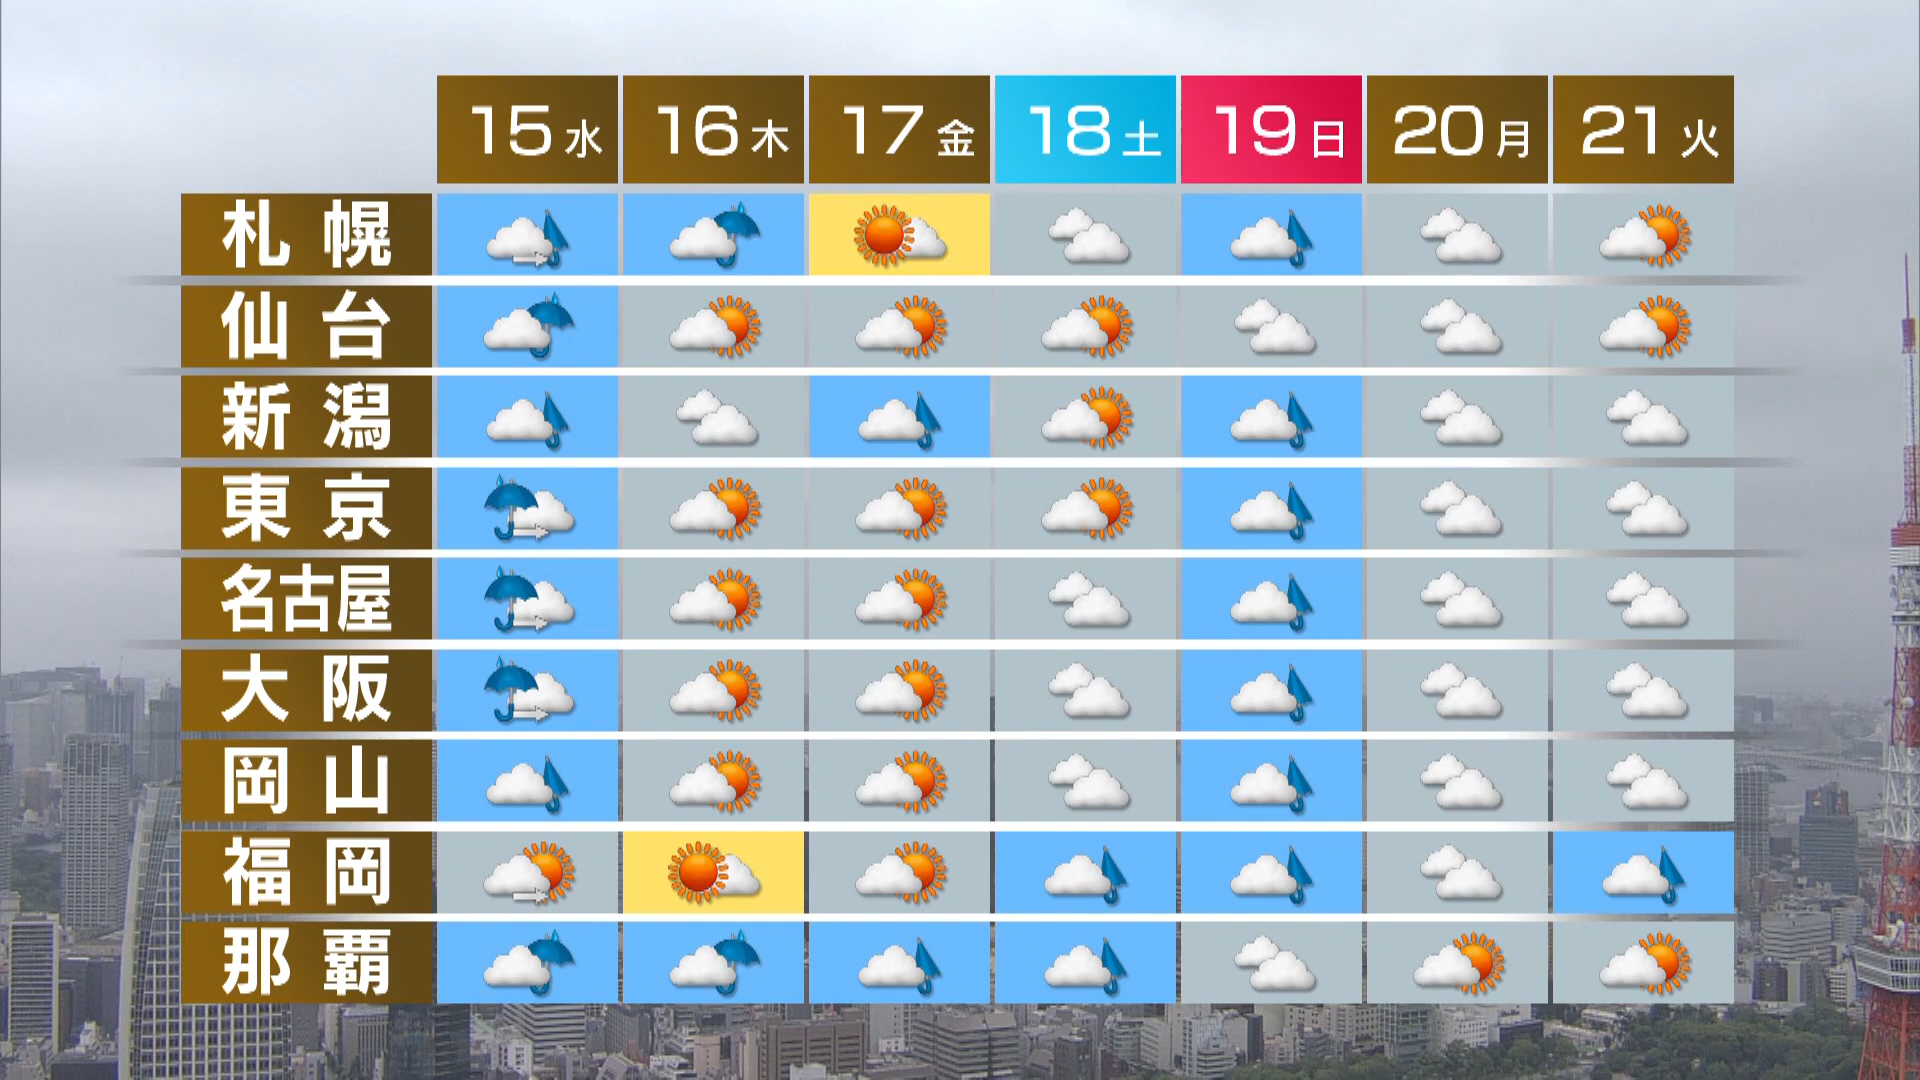 15水 16木 17金 18土 19日 20月 21火
札幌
仙台
新潟
東京
名古屋
大阪
岡山
福岡
那覇